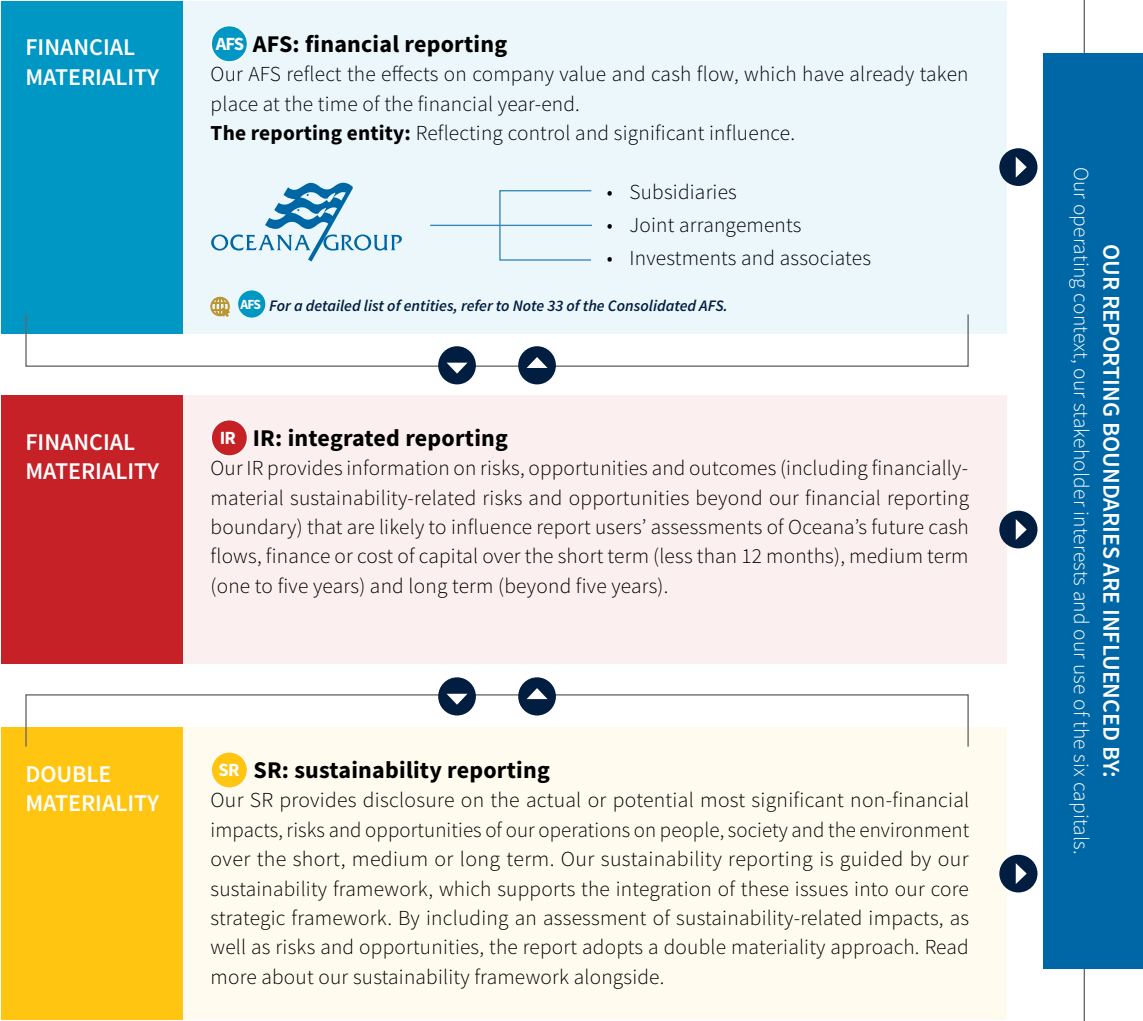 FINANCIAL
MATERIALITY
AFS AFS: financial reporting
Our AFS reflect the effects on company value and cash flow, which have already taken
place at the time of the financial year-end.
The reporting entity: Reflecting control and significant influence.
OCEANA GROUP
• Subsidiaries
• Joint arrangements
• Investments and associates
AFS For a detailed list of entities, refer to Note 33 of the Consolidated AFS.
FINANCIAL
MATERIALITY
IR IR: integrated reporting
Our IR provides information on risks, opportunities and outcomes (including financially-
material sustainability-related risks and opportunities beyond our financial reporting
boundary) that are likely to influence report users’ assessments of Oceana’s future cash
flows, finance or cost of capital over the short term (less than 12 months), medium term
(one to five years) and long term (beyond five years).
DOUBLE
MATERIALITY
SR SR: sustainability reporting
Our SR provides disclosure on the actual or potential most significant non-financial
impacts, risks and opportunities of our operations on people, society and the environment
over the short, medium or long term. Our sustainability reporting is guided by our
sustainability framework, which supports the integration of these issues into our core
strategic framework. By including an assessment of sustainability-related impacts, as
well as risks and opportunities, the report adopts a double materiality approach. Read
more about our sustainability framework alongside.
OUR REPORTING BOUNDARIES ARE INFLUENCED BY:
Our operating context, our stakeholder interests and our use of the six capitals.